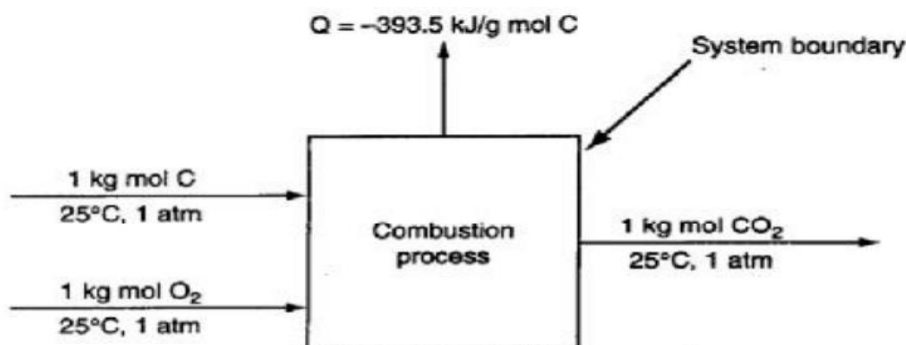 Q = –393.5 kJ/g mol C
System boundary
1 kg mol C
25°C, 1 atm
Combustion
process
1 kg mol CO₂
25°C, 1 atm
1 kg mol O₂
25°C, 1 atm